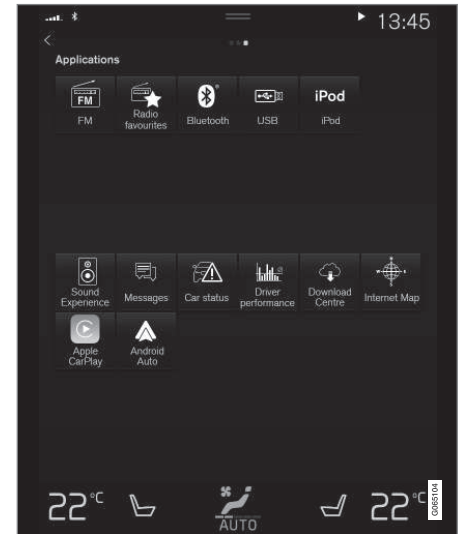 13:45
Applications
FM
iPod
FM
Radio
favourites
Bluetooth
USB
iPod
Sound
Experience
Messages
Car status
Driver
performance
Download
Centre
Internet Map
Apple
CarPlay
Android
Auto
22°C
AUTO
22°C
G065104